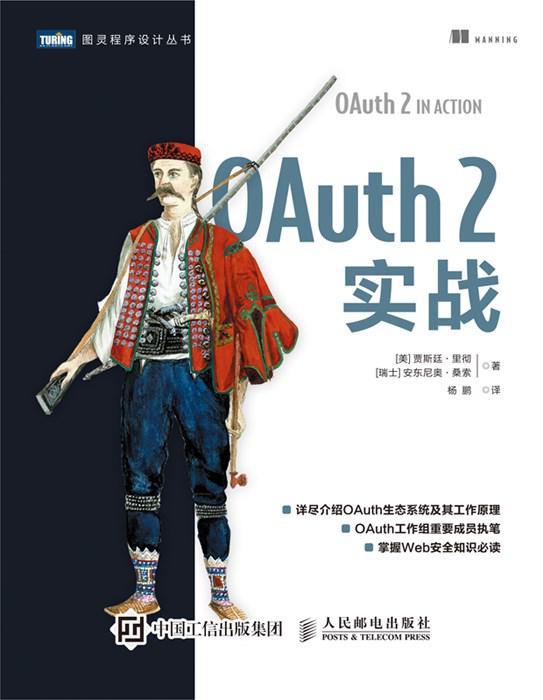 TURING 图灵程序设计丛书
MANNING
OAuth 2 IN ACTION
OAuth 2
实战
[美] 贾斯廷·里彻
[瑞士] 安东尼奥·桑索 著
杨 鹏 译
详尽介绍OAuth生态系统及其工作原理
OAuth工作组重要成员执笔
掌握Web安全知识必读
中国工信出版集团
人民邮电出版社
POSTS & TELECOM PRESS